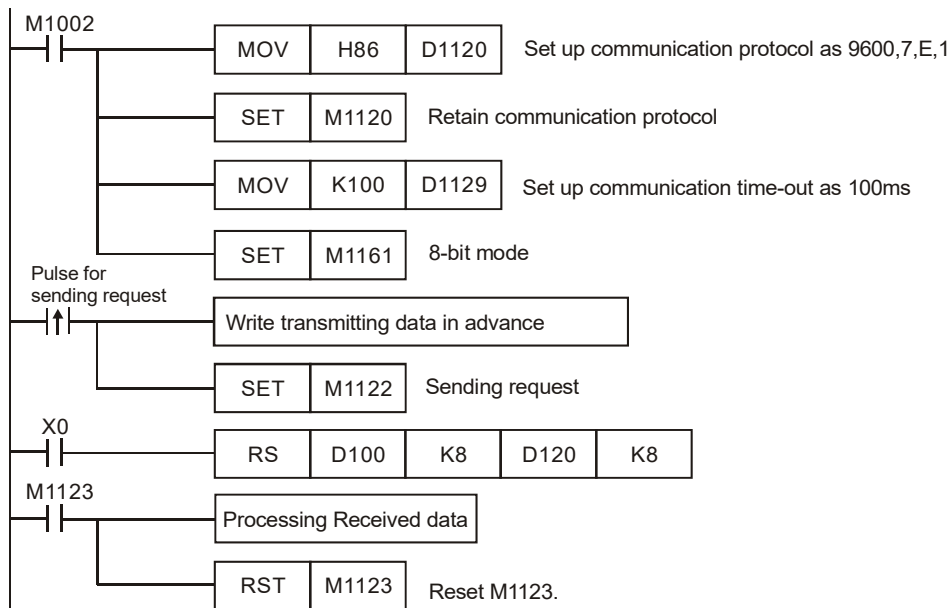 M1002
MOV H86 D1120 Set up communication protocol as 9600,7,E,1
SET M1120 Retain communication protocol
MOV K100 D1129 Set up communication time-out as 100ms
SET M1161 8-bit mode
Pulse for
sending request
Write transmitting data in advance
SET M1122 Sending request
X0
RS D100 K8 D120 K8
M1123
Processing Received data
RST M1123 Reset M1123.